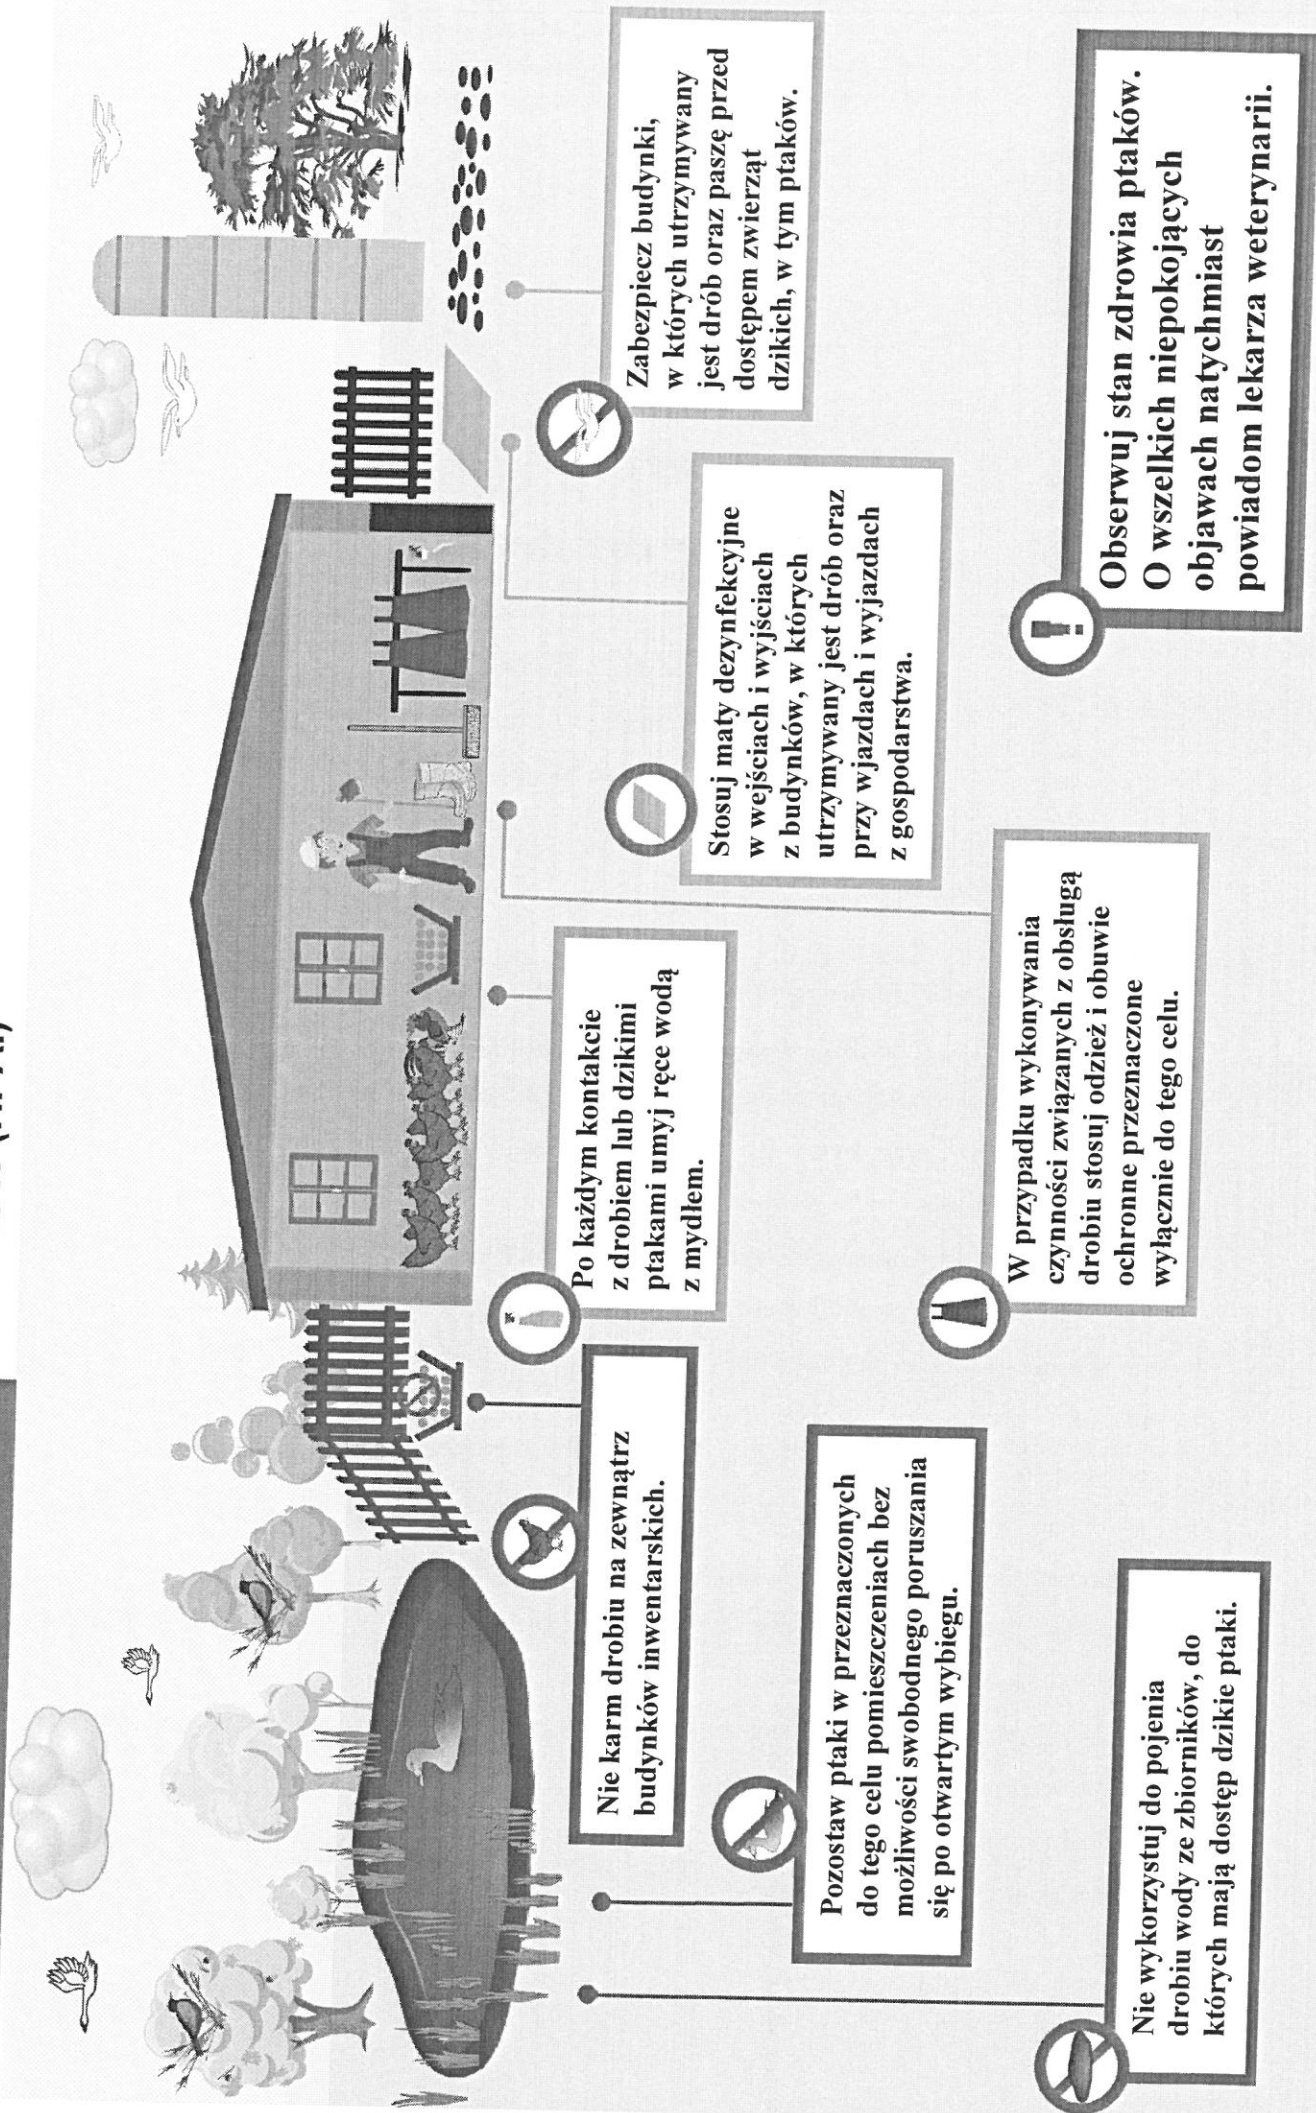 Nie karm drobiu na zewnątrz
budynków inwentarskich.
Po każdym kontakcie
z drobiem lub dzikimi
ptakami umyj ręce wodą
z mydłem.
Stosuj maty dezynfekcyjne
w wejściach i wyjściach
z budynków, w których
utrzymywany jest drób oraz
przy wjazdach i wyjazdach
z gospodarstwa.
Zabezpiecz budynki,
w których utrzymywany
jest drób oraz paszę przed
dostępem zwierząt
dzikich, w tym ptaków.
Pozostaw ptaki w przeznaczonych
do tego celu pomieszczeniach bez
możliwości swobodnego poruszania
się po otwartym wybiegu.
W przypadku wykonywania
czynności związanych z obsługą
drobiu stosuj odzież i obuwie
ochronne przeznaczone
wyłącznie do tego celu.
Nie wykorzystuj do pojenia
drobiu wody ze zbiorników, do
których mają dostęp dzikie ptaki.
Obserwuj stan zdrowia ptaków.
O wszelkich niepokojących
objawach natychmiast
powiadom lekarza weterynarii.